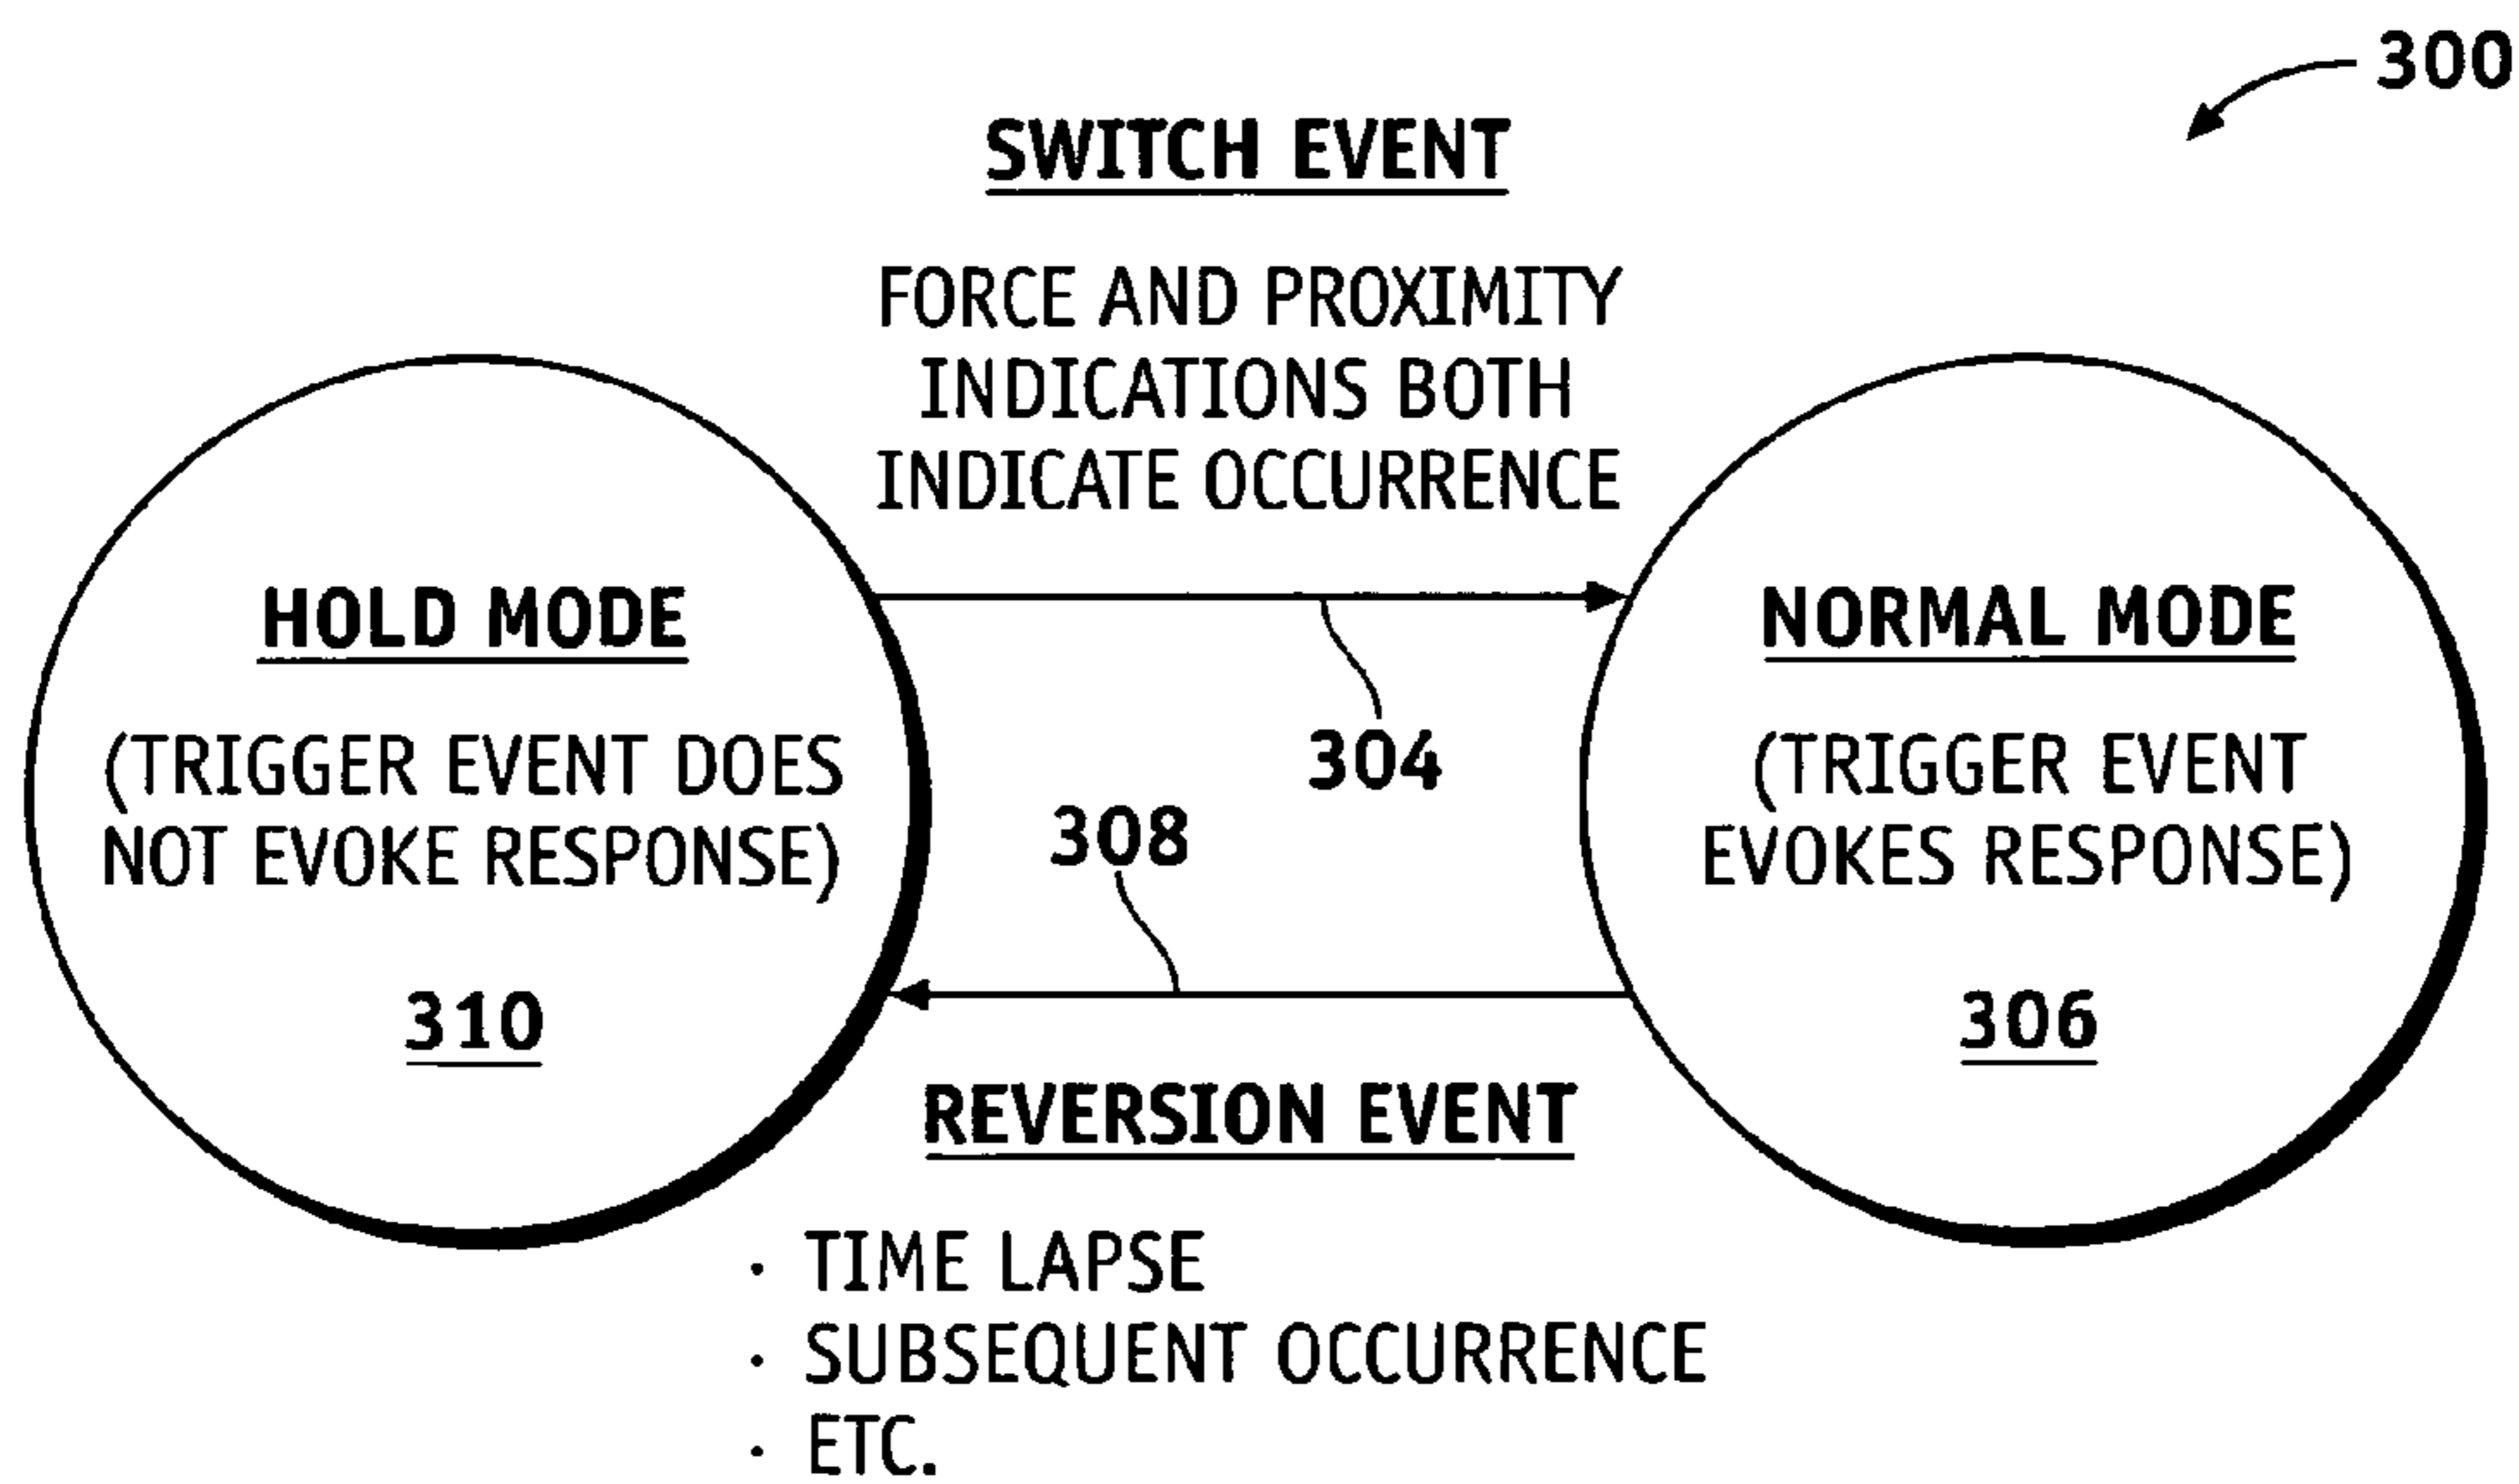 300
SWITCH EVENT
FORCE AND PROXIMITY
INDICATIONS BOTH
INDICATE OCCURRENCE
HOLD MODE
(TRIGGER EVENT DOES
NOT EVOKE RESPONSE)
310
304
308
NORMAL MODE
(TRIGGER EVENT
EVOKES RESPONSE)
306
REVERSION EVENT
· TIME LAPSE
· SUBSEQUENT OCCURRENCE
· ETC.